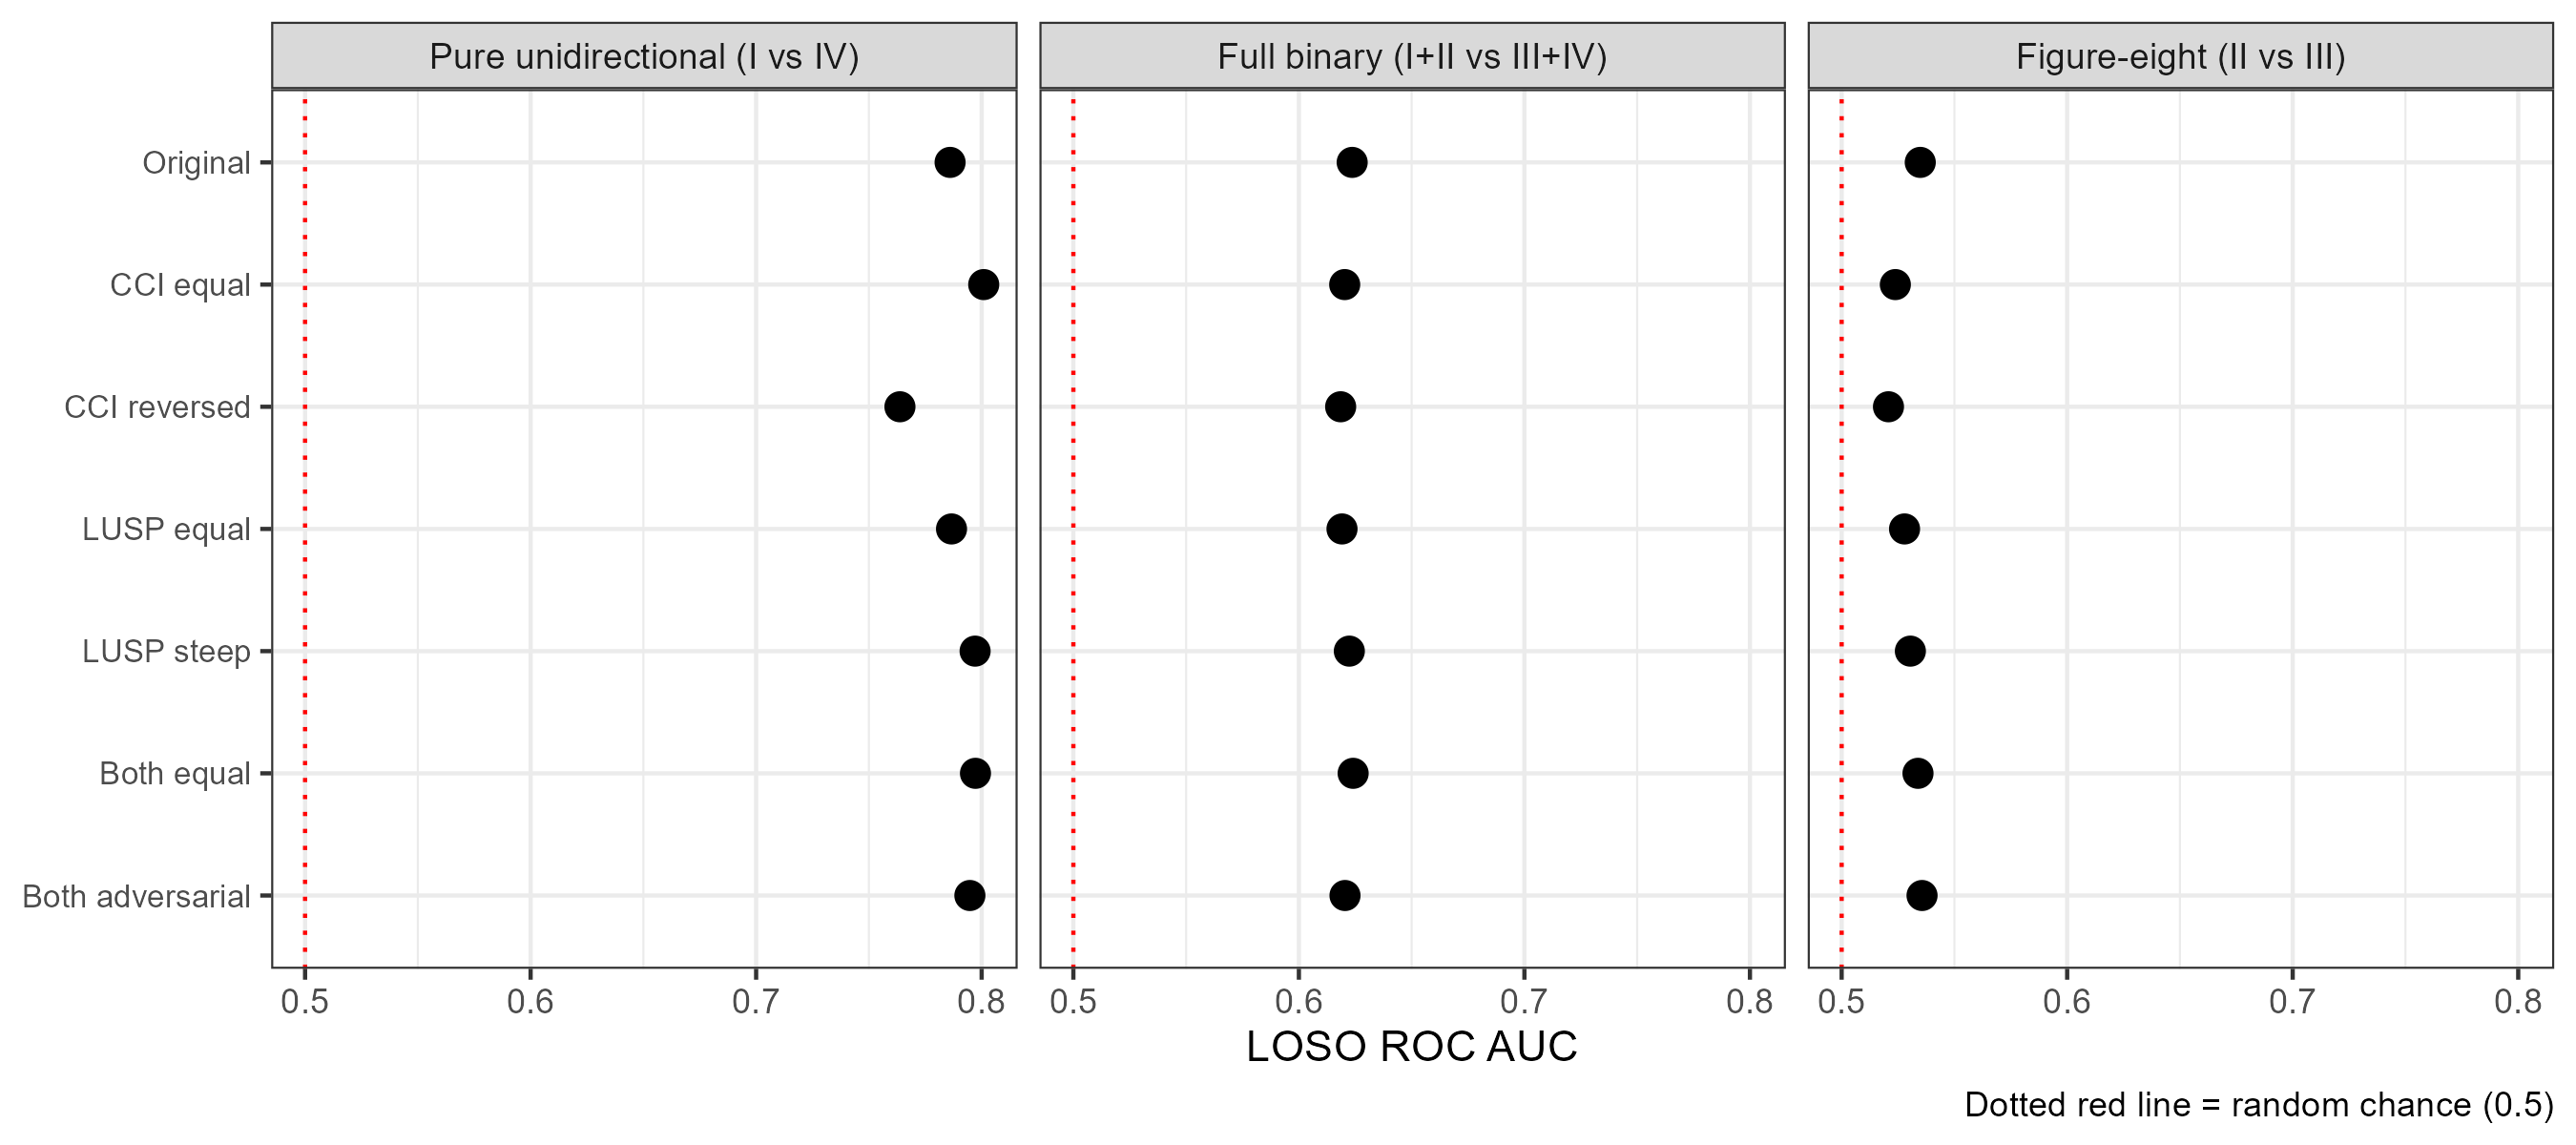 Pure unidirectional (I vs IV)
Full binary (I+II vs III+IV)
Figure-eight (II vs III)
Original
CCI equal
CCI reversed
LUSP equal
LUSP steep
Both equal
Both adversarial
0.5 0.6 0.7 0.8
0.5 0.6 0.7 0.8
0.5 0.6 0.7 0.8
LOSO ROC AUC
Dotted red line = random chance (0.5)